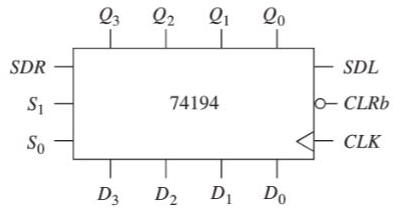 Q₃ Q₂ Q₁ Q₀
SDR SDL
S₁ 74194 CLRb
S₀ CLK
D₃ D₂ D₁ D₀